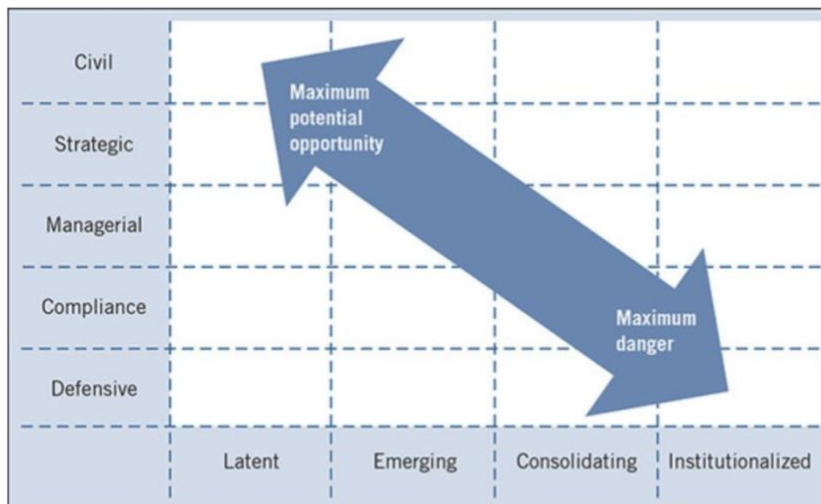 Civil
Maximum
potential
opportunity
Strategic
Managerial
Compliance
Maximum
danger
Defensive
Latent Emerging Consolidating Institutionalized